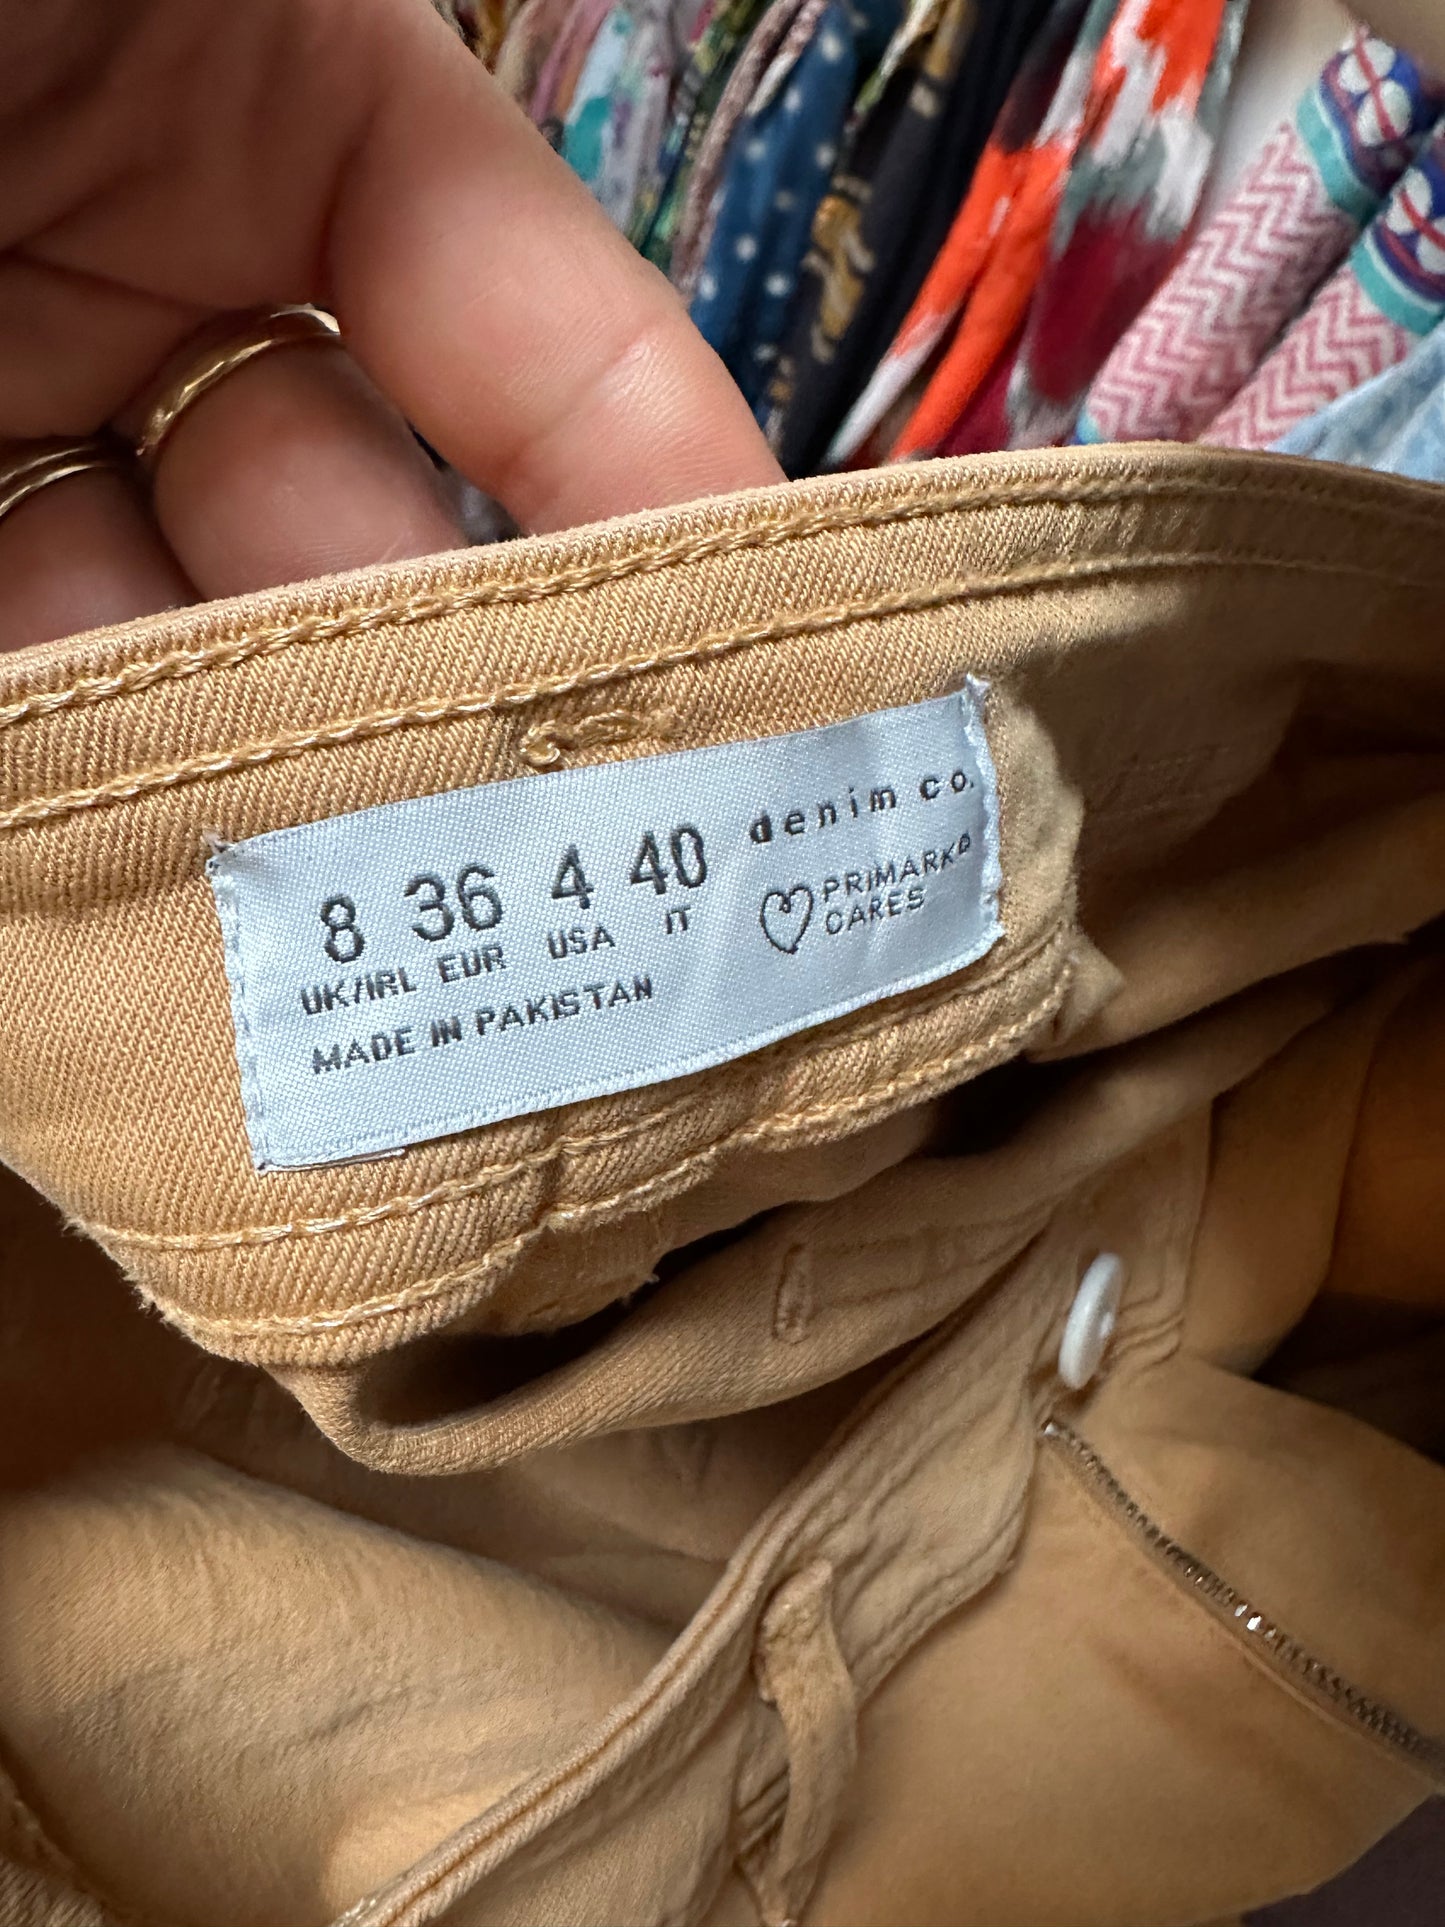 8 36 4 40
UK/IRL EUR USA IT
MADE IN PAKISTAN
denim co.
PRIMARK
CARES